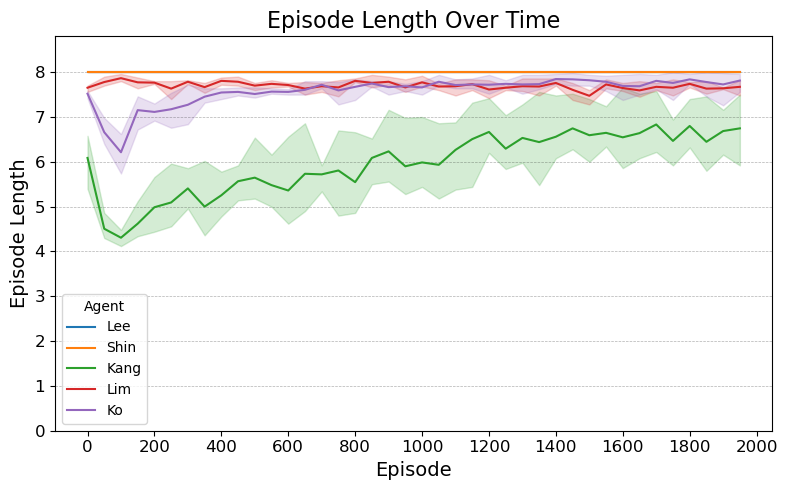 Episode Length Over Time
Episode Length
8
7
6
5
4
3
2
1
0
Agent
Lee
Shin
Kang
Lim
Ko
0 200 400 600 800 1000 1200 1400 1600 1800 2000
Episode